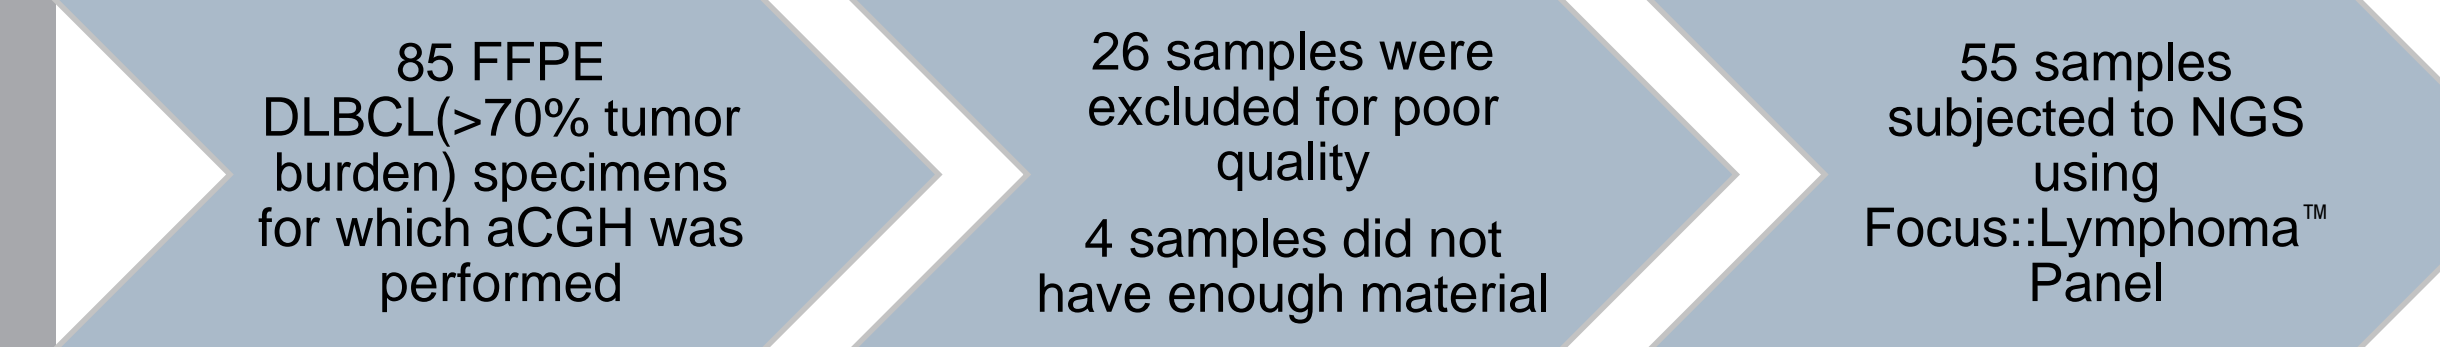 85 FFPE
DLBCL(>70% tumor
burden) specimens
for which aCGH was
performed
26 samples were
excluded for poor
quality
4 samples did not
have enough material
55 samples
subjected to NGS
using
Focus::Lymphoma™
Panel